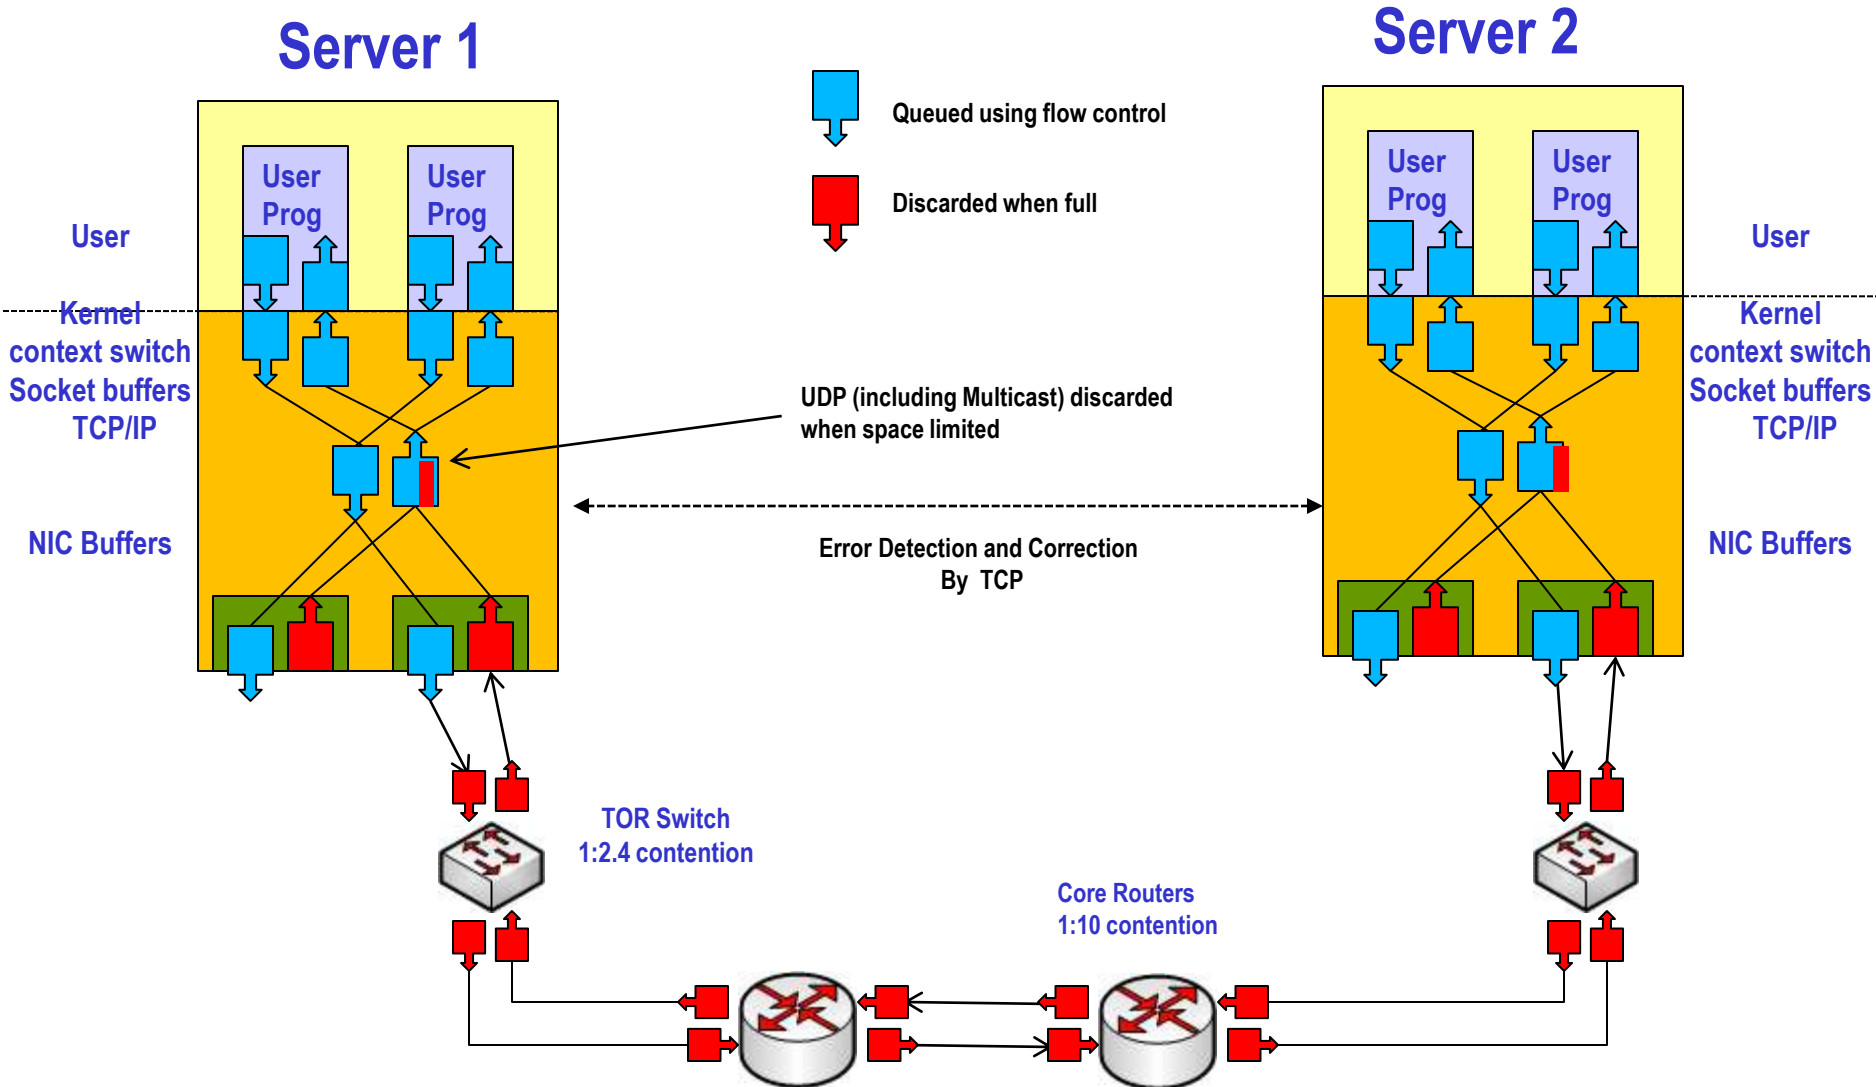 Server 1
Server 2
Queued using flow control
Discarded when full
User
Prog
User
Prog
User
Prog
User
Prog
User
User
Kernel
context switch
Socket buffers
TCP/IP
Kernel
context switch
Socket buffers
TCP/IP
UDP (including Multicast) discarded
when space limited
NIC Buffers
Error Detection and Correction
By TCP
NIC Buffers
TOR Switch
1:2.4 contention
Core Routers
1:10 contention